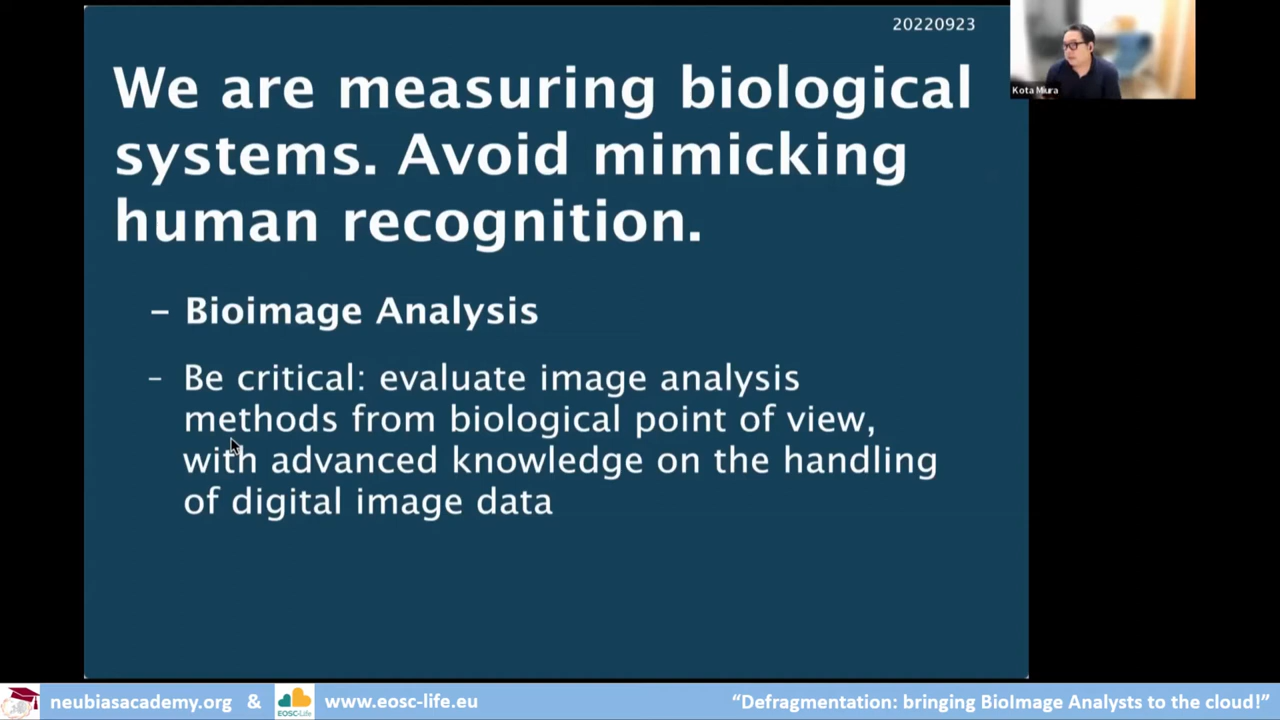 20220923
We are measuring biological
systems. Avoid mimicking
human recognition.
– Bioimage Analysis
– Be critical: evaluate image analysis
methods from biological point of view,
with advanced knowledge on the handling
of digital image data
Kota Miura
neubiasacademy.org & EOSC-Life www.eosc-life.eu “Defragmentation: bringing BioImage Analysts to the cloud!”